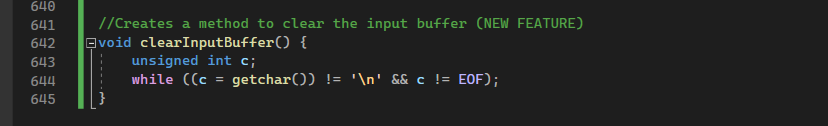 640
641 //Creates a method to clear the input buffer (NEW FEATURE)
642 void clearInputBuffer() {
643 unsigned int c;
644 while ((c = getchar()) != '\n' && c != EOF);
645 }